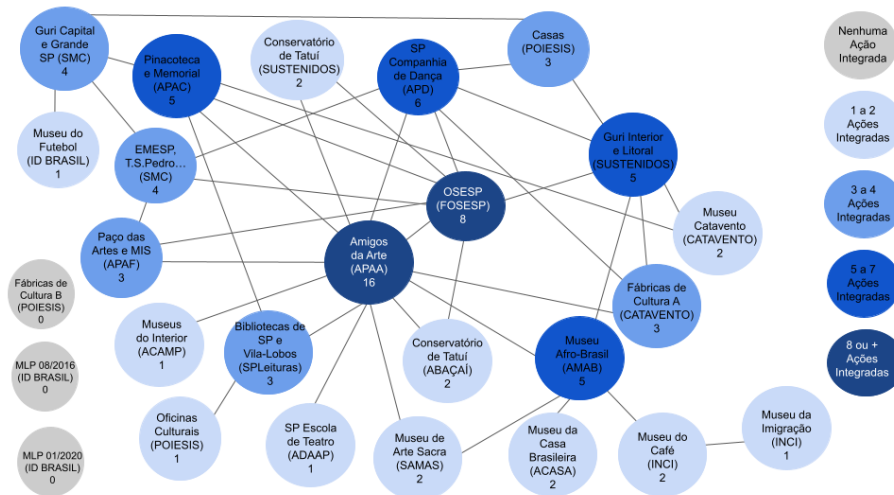 Guri Capital
e Grande
SP (SMC)
4
Pinacoteca
e Memorial
(APAC)
5
Conservatório
de Tatuí
(SUSTENIDOS)
2
SP
Companhia
de Dança
(APD)
6
Casas
(POIESIS)
3
Nenhuma
Ação
Integrada
Museu do
Futebol
(ID BRASIL)
1
EMESP,
T.S.Pedro…
(SMC)
4
Guri Interior
e Litoral
(SUSTENIDOS)
5
1 a 2
Ações
Integradas
OSESP
(FOSESP)
8
Museu
Catavento
(CATAVENTO)
2
3 a 4
Ações
Integradas
Paço das
Artes e MIS
(APAF)
3
Amigos
da Arte
(APAA)
16
Fábricas de
Cultura B
(POIESIS)
0
Fábricas de
Cultura A
(CATAVENTO)
3
5 a 7
Ações
Integradas
Museus
do Interior
(ACAMP)
1
Bibliotecas de
SP e
Vila-Lobos
(SPLeituras)
3
Conservatório
de Tatuí
(ABAÇAÍ)
2
Museu
Afro-Brasil
(AMAB)
5
8 ou +
Ações
Integradas
MLP 08/2016
(ID BRASIL)
0
Oficinas
Culturais
(POIESIS)
1
SP Escola
de Teatro
(ADAAP)
1
Museu de
Arte Sacra
(SAMAS)
2
Museu da
Casa
Brasileira
(ACASA)
2
Museu do
Café
(INCI)
2
Museu da
Imigração
(INCI)
1
MLP 01/2020
(ID BRASIL)
0